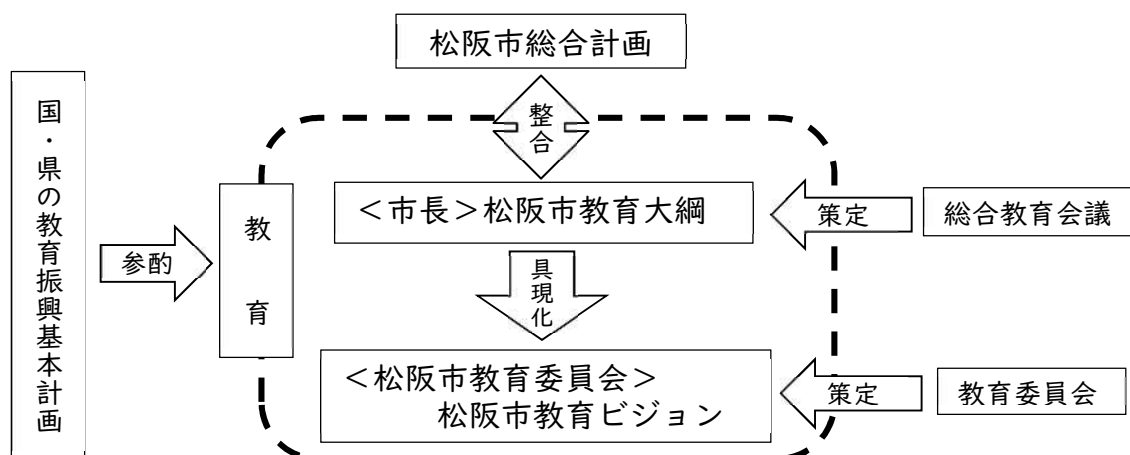 松阪市総合計画
整合
国・県の教育振興基本計画
参酌
教育
＜市長＞松阪市教育大綱
策定
総合教育会議
具現化
＜松阪市教育委員会＞
松阪市教育ビジョン
策定
教育委員会